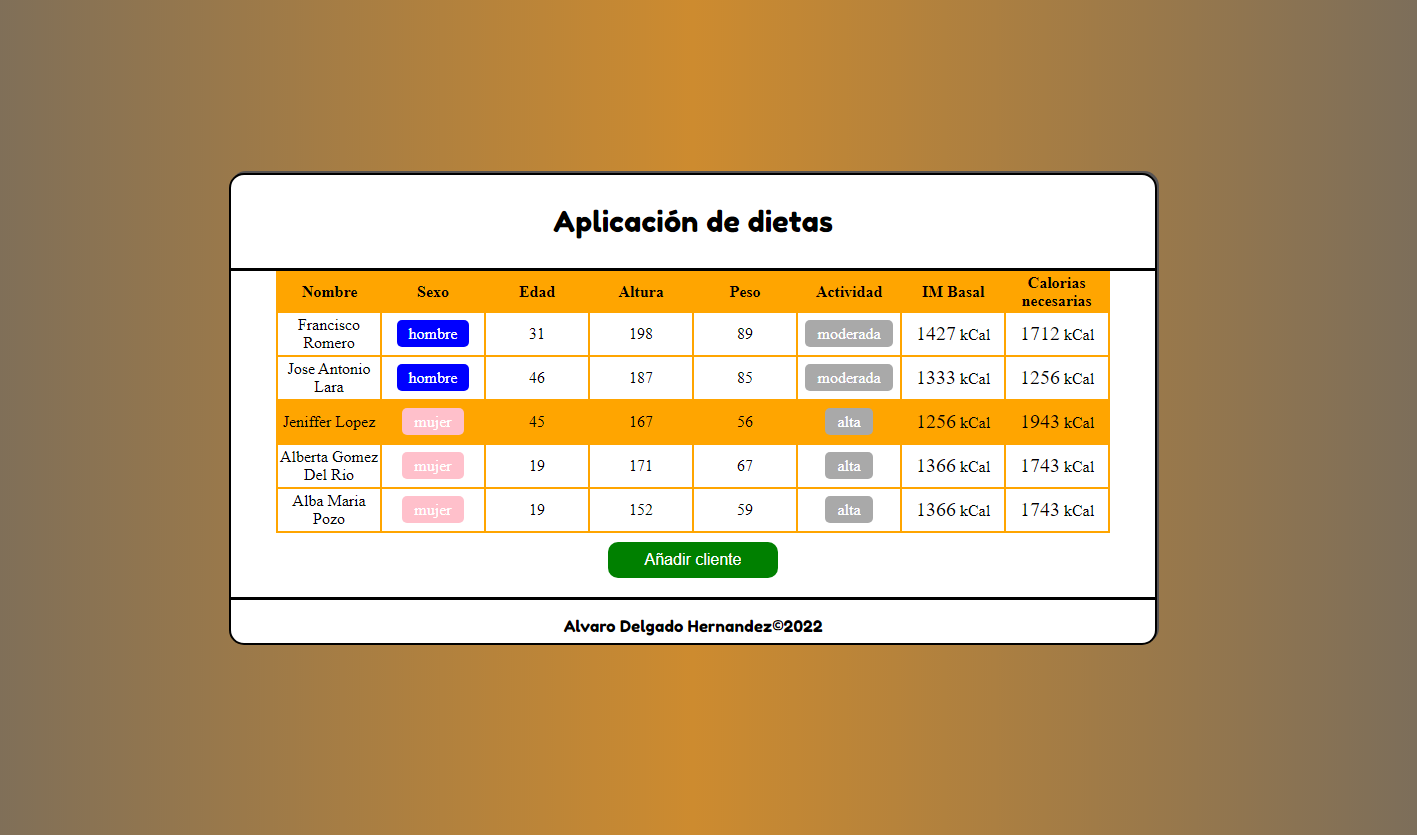 Aplicación de dietas
Nombre Sexo Edad Altura Peso Actividad IM Basal Calorias necesarias
Francisco Romero hombre 31 198 89 moderada 1427 kCal 1712 kCal
Jose Antonio Lara hombre 46 187 85 moderada 1333 kCal 1256 kCal
Jeniffer Lopez mujer 45 167 56 alta 1256 kCal 1943 kCal
Alberta Gomez Del Rio mujer 19 171 67 alta 1366 kCal 1743 kCal
Alba Maria Pozo mujer 19 152 59 alta 1366 kCal 1743 kCal
Añadir cliente
Alvaro Delgado Hernandez©2022